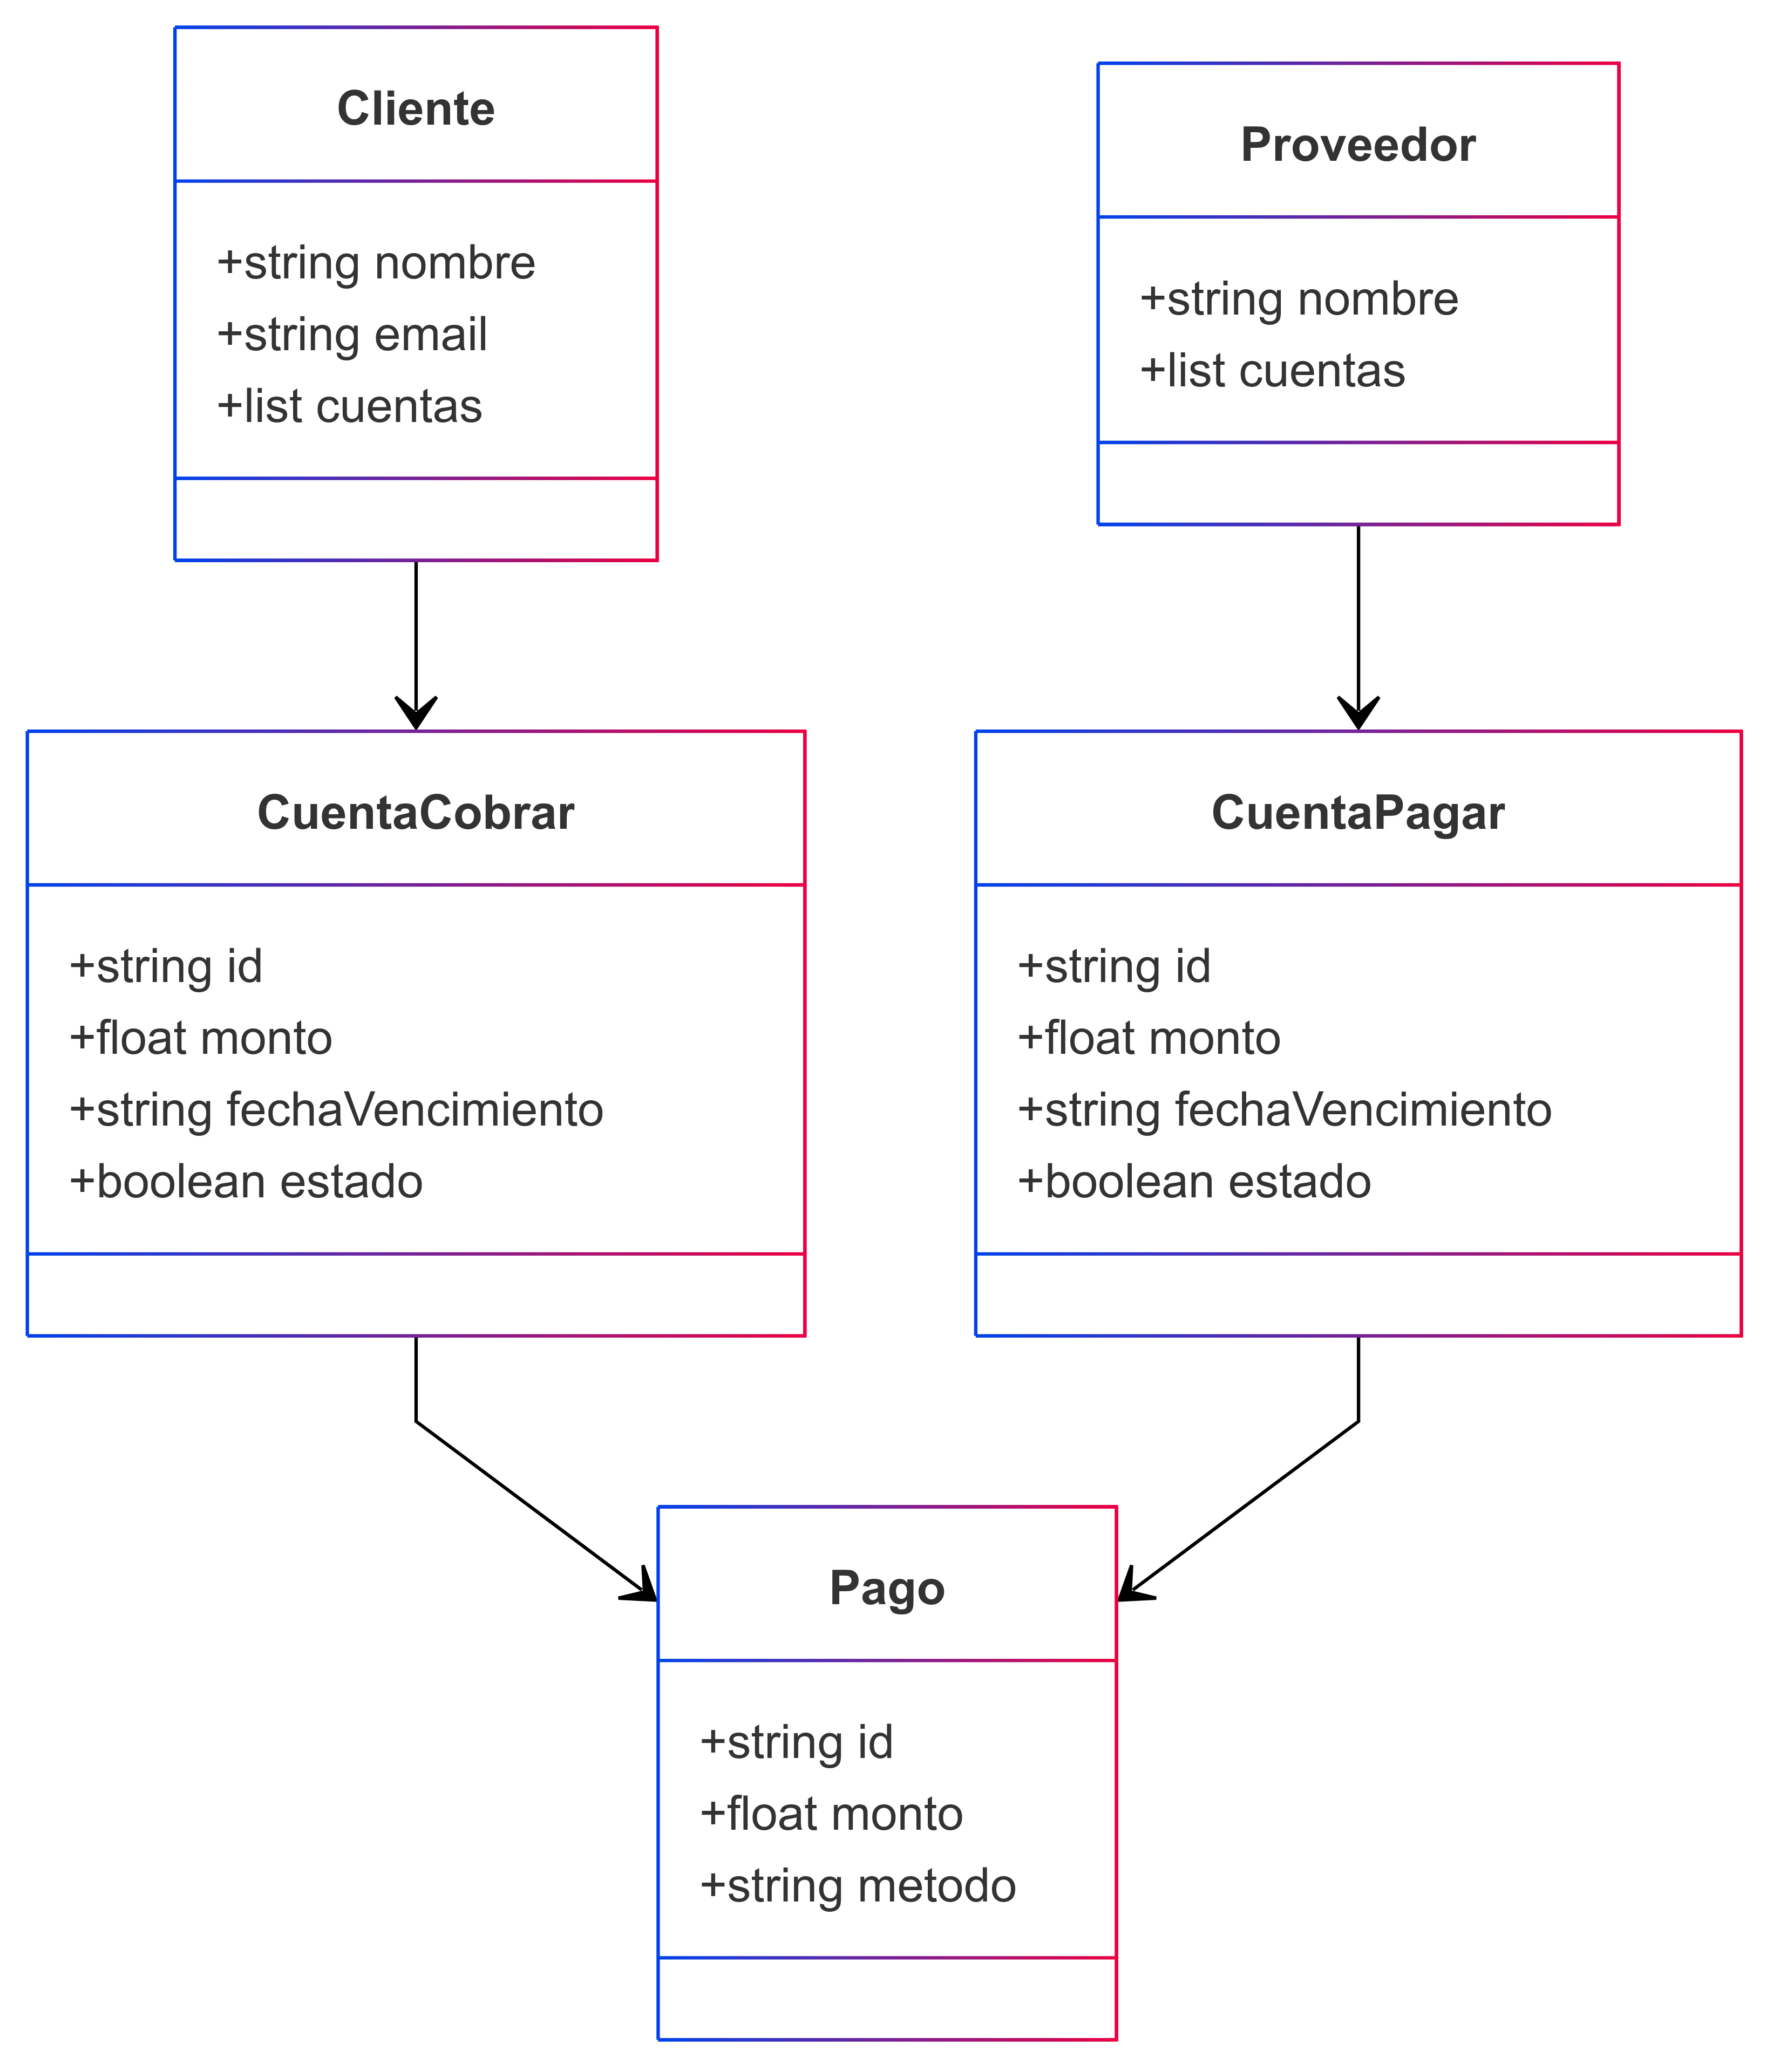 Cliente
+string nombre
+string email
+list cuentas
Proveedor
+string nombre
+list cuentas
CuentaCobrar
+string id
+float monto
+string fechaVencimiento
+boolean estado
CuentaPagar
+string id
+float monto
+string fechaVencimiento
+boolean estado
Pago
+string id
+float monto
+string metodo